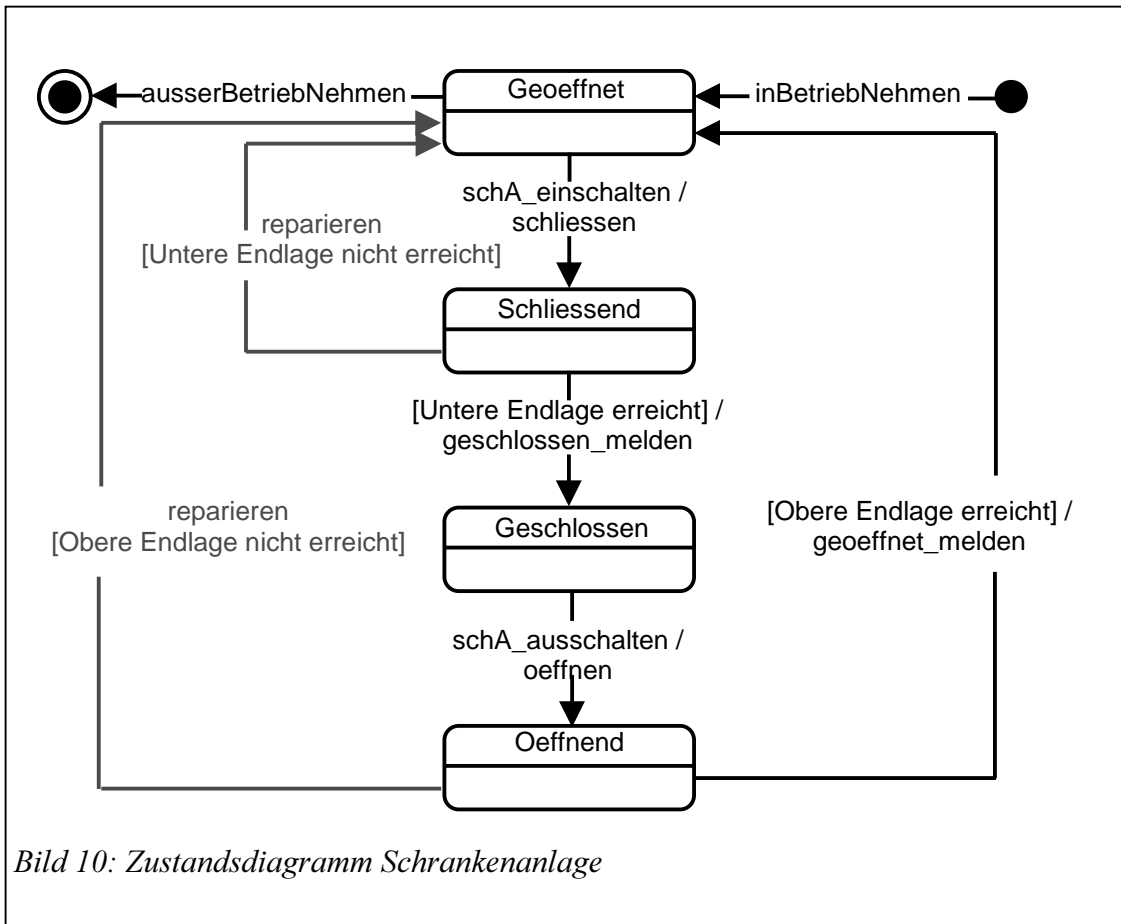 ausserBetriebNehmen
Geoeffnet
inBetriebNehmen
schA_einschalten /
schliessen
reparieren
[Untere Endlage nicht erreicht]
Schliessend
[Untere Endlage erreicht] /
geschlossen_melden
reparieren
[Obere Endlage nicht erreicht]
Geschlossen
[Obere Endlage erreicht] /
geoeffnet_melden
schA_ausschalten /
oeffnen
Oeffnend
Bild 10: Zustandsdiagramm Schrankenanlage